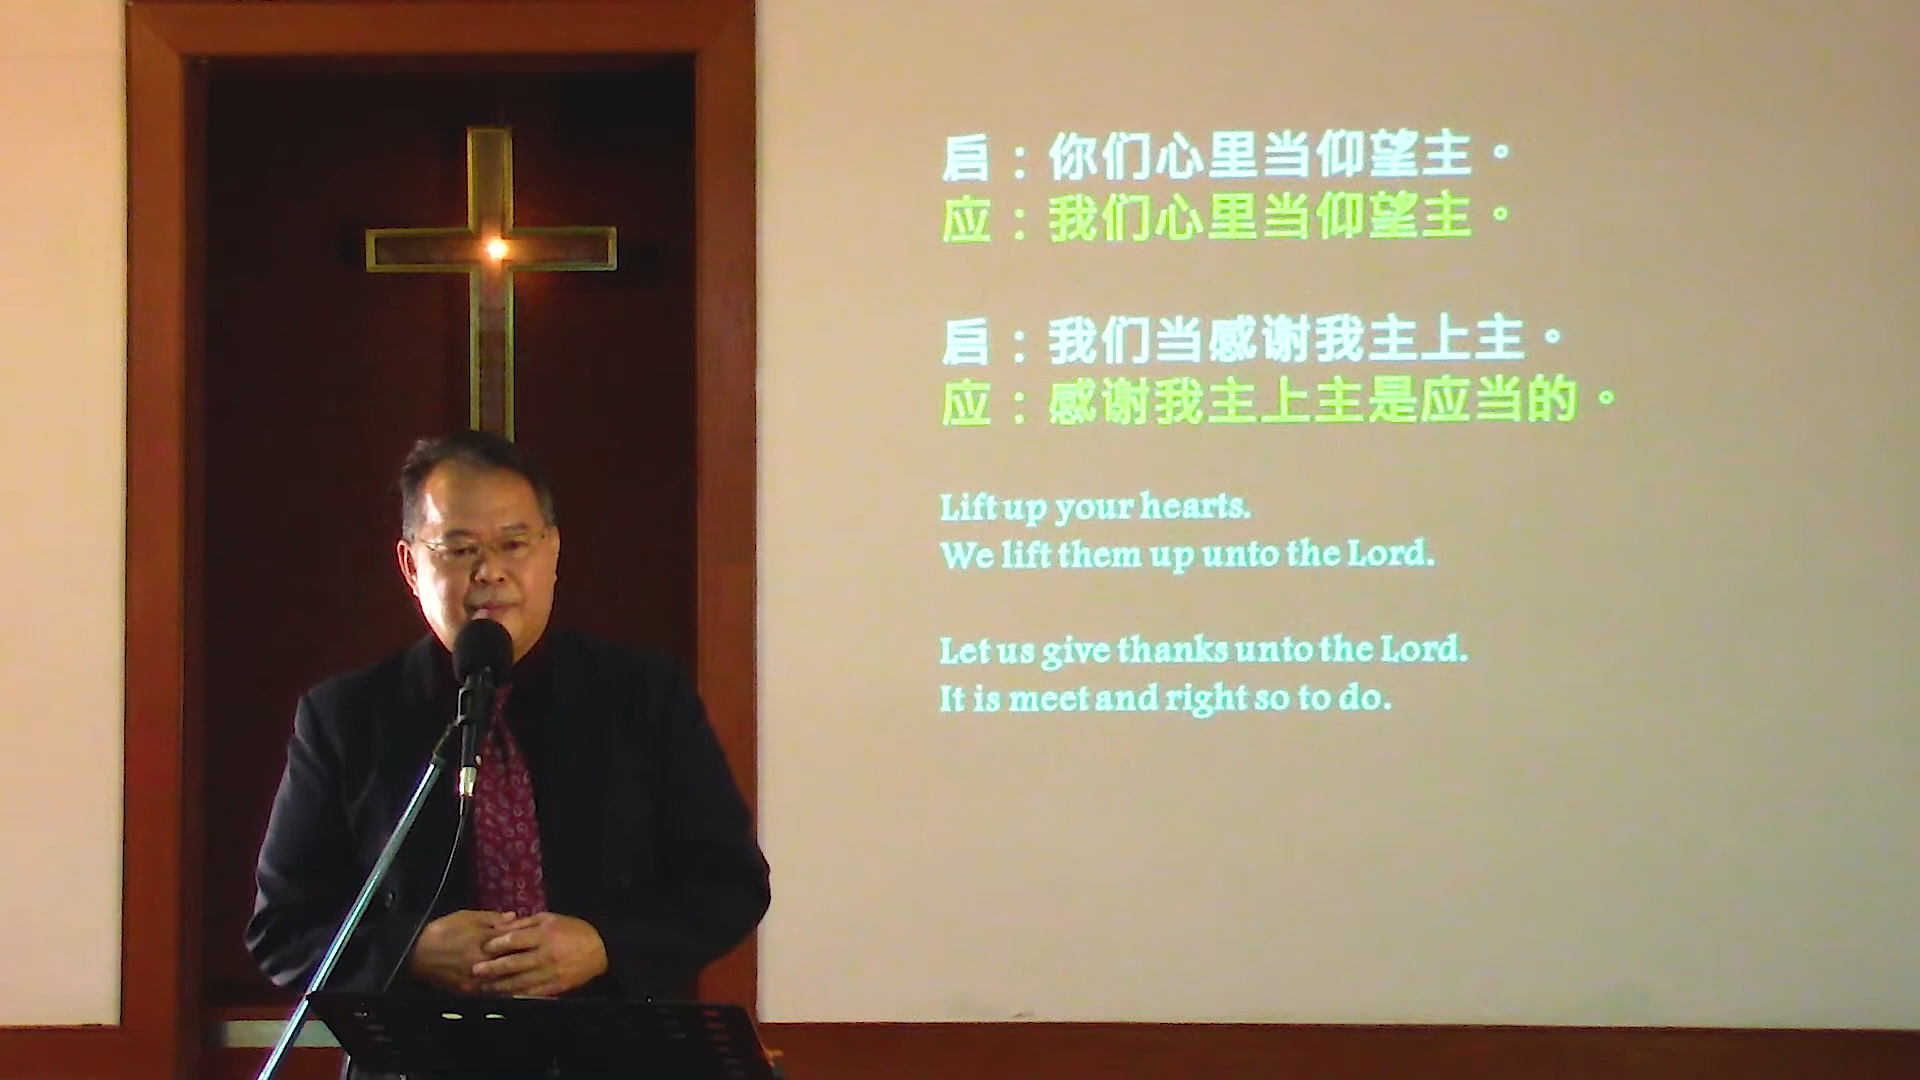 启：你们心里当仰望主。
应：我们心里当仰望主。
启：我们当感谢我主上主。
应：感谢我主上主是应当的。
Lift up your hearts.
We lift them up unto the Lord.
Let us give thanks unto the Lord.
It is meet and right so to do.